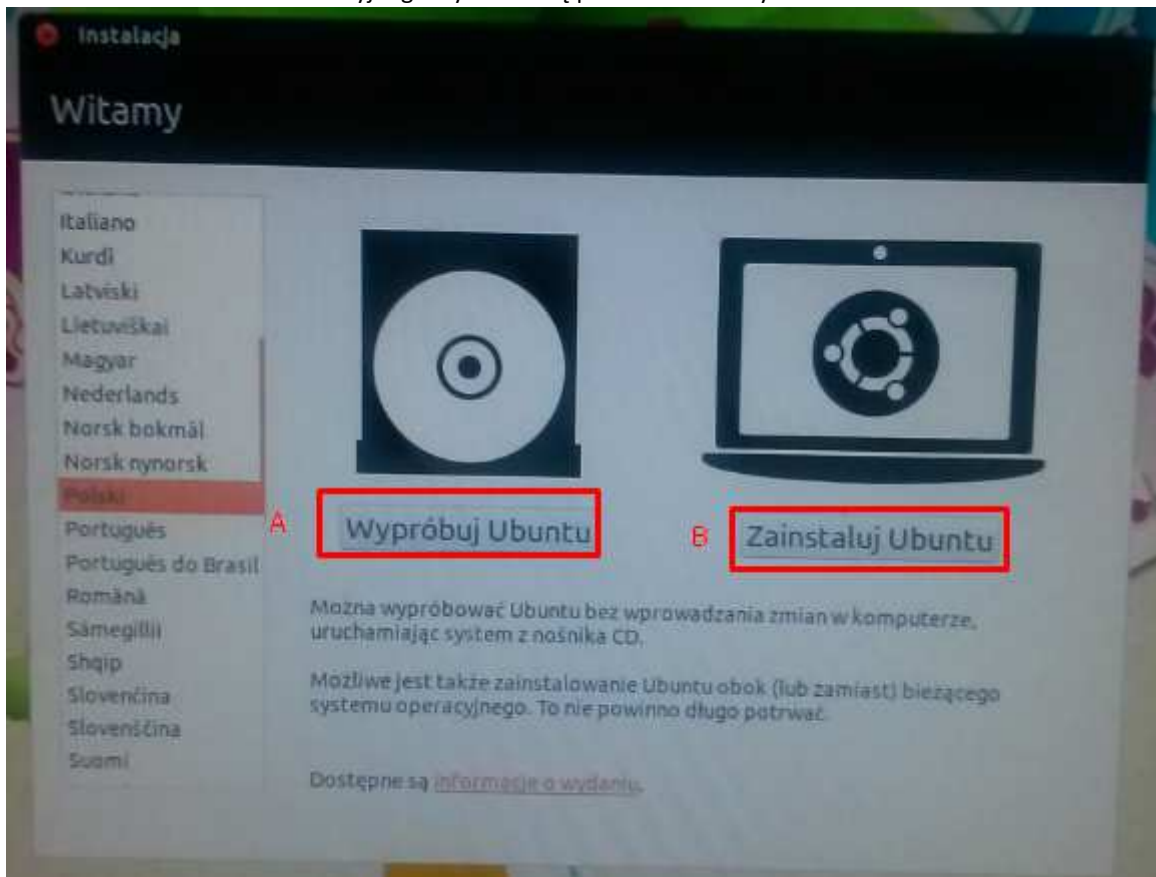 Instalacja
Witamy
Italiano
Kurdî
Latviski
Lietuviškai
Magyar
Nederlands
Norsk bokmål
Norsk nynorsk
Polski
Português
Português do Brasil
Română
Sámegillii
Shqip
Slovenčina
Slovenščina
Suomi
A Wypróbuj Ubuntu
B Zainstaluj Ubuntu
Można wypróbować Ubuntu bez wprowadzania zmian w komputerze,
uruchamiając system z nośnika CD.
Możliwe jest także zainstalowanie Ubuntu obok (lub zamiast) bieżącego
systemu operacyjnego. To nie powinno długo potrwać.
Dostępne są informacje o wydaniu.